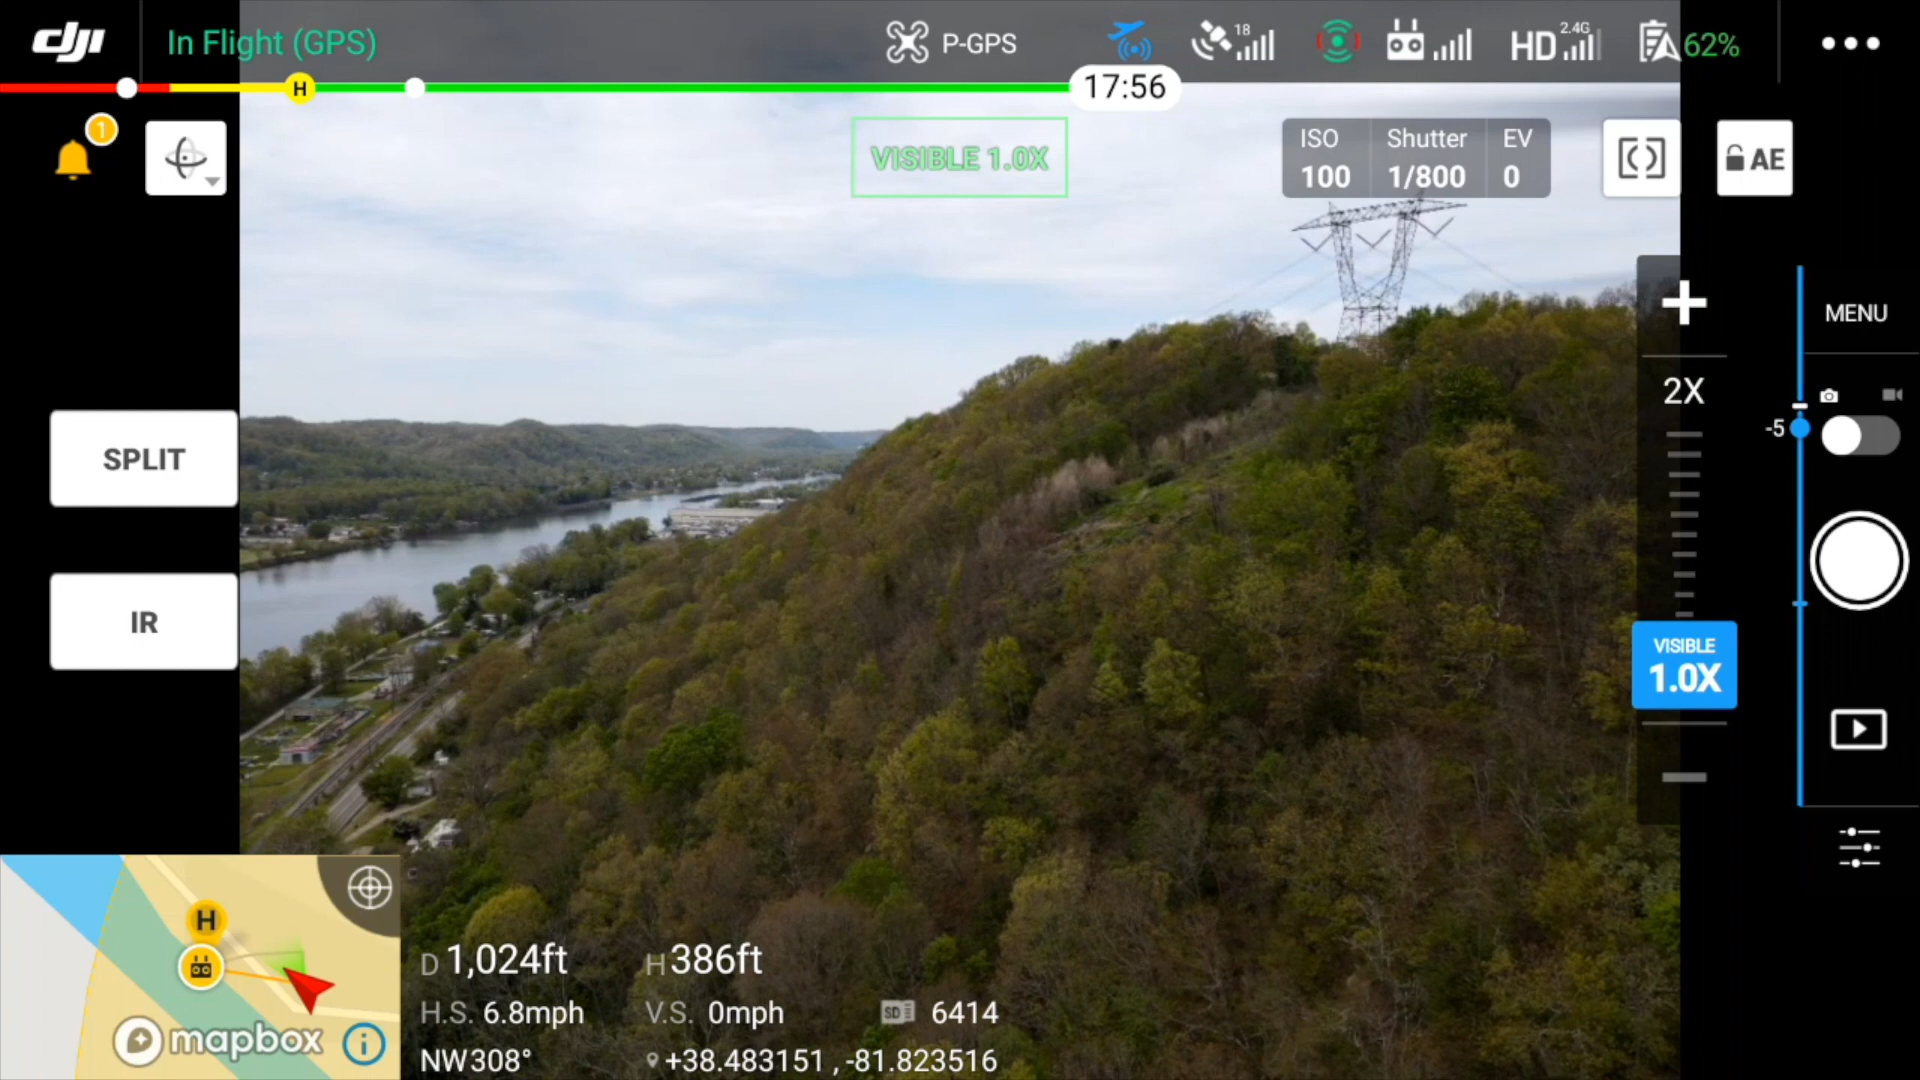 dji In Flight (GPS) P-GPS 18 HD 2.4G 62%
H 17:56
1
VISIBLE 1.0X
ISO Shutter EV
100 1/800 0
AE
MENU
2X
-5
SPLIT
IR
VISIBLE
1.0X
H
D 1,024ft H 386ft
H.S. 6.8mph V.S. 0mph SD 6414
mapbox i
NW308° +38.483151 , -81.823516